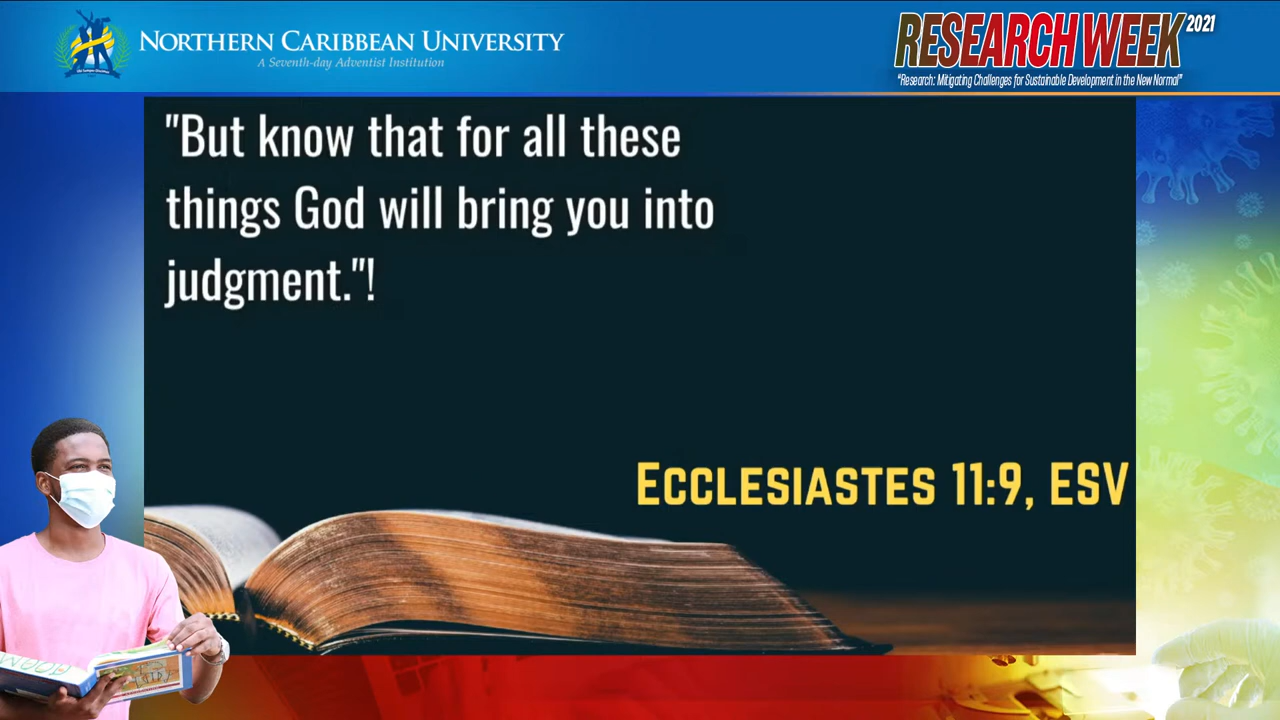 NORTHERN CARIBBEAN UNIVERSITY
A Seventh-day Adventist Institution
RESEARCH WEEK 2021
"Research: Mitigating Challenges for Sustainable Development in the New Normal"
"But know that for all these
things God will bring you into
judgment."!
ECCLESIASTES 11:9, ESV